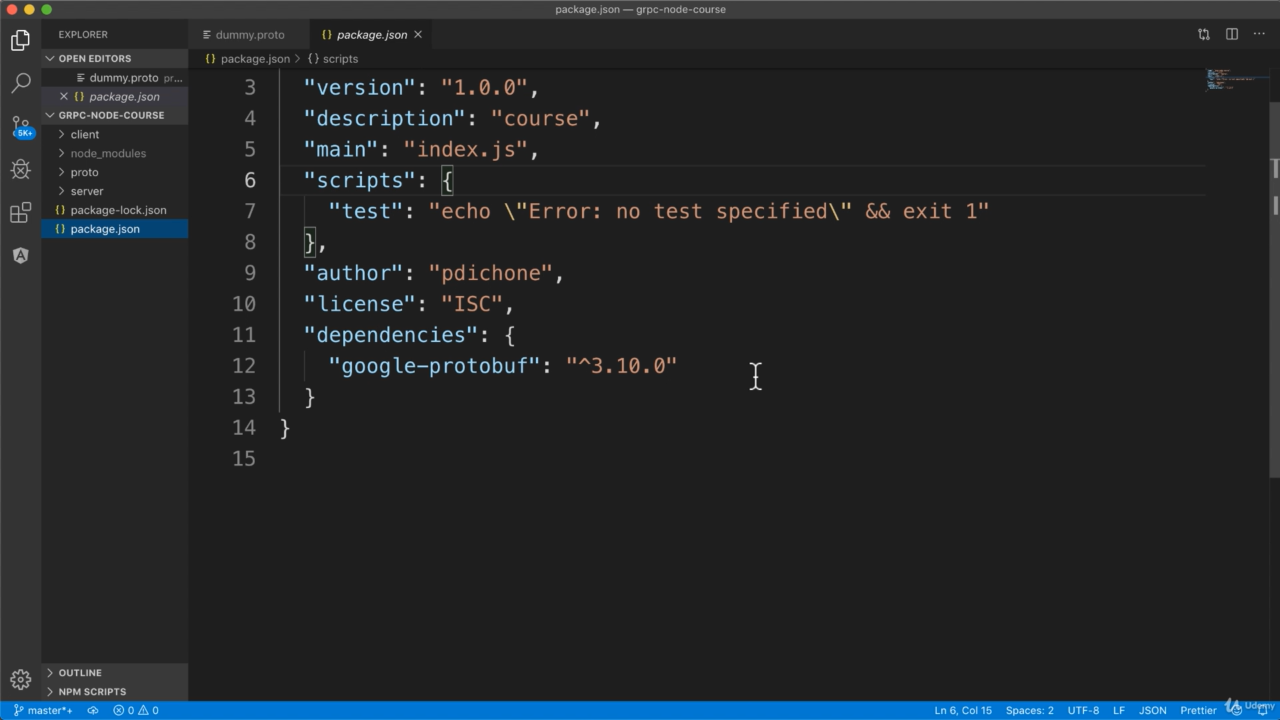 package.json — grpc-node-course
EXPLORER
OPEN EDITORS
dummy.proto pr...
{} package.json
GRPC-NODE-COURSE
client
node_modules
proto
server
{} package-lock.json
{} package.json
OUTLINE
NPM SCRIPTS
5K+
dummy.proto
{} package.json
{} package.json > {} scripts
3 "version": "1.0.0",
4 "description": "course",
5 "main": "index.js",
6 "scripts": {
7 "test": "echo \"Error: no test specified\" && exit 1"
8 },
9 "author": "pdichone",
10 "license": "ISC",
11 "dependencies": {
12 "google-protobuf": "^3.10.0"
13 }
14 }
15
master*+ 0 0 Ln 6, Col 15 Spaces: 2 UTF-8 LF JSON Prettier
Udemy